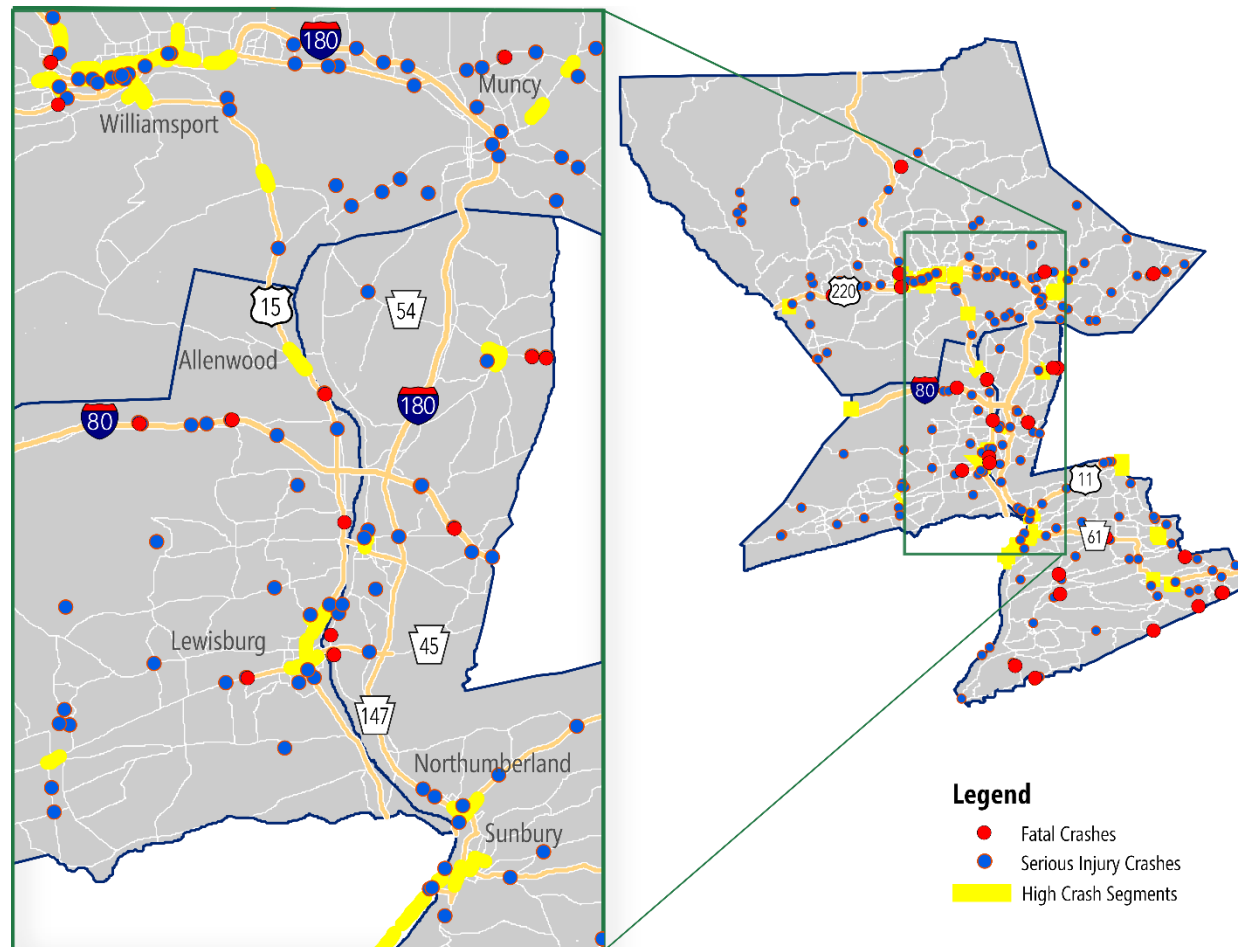 180
Muncy
Williamsport
15
54
Allenwood
180
80
Lewisburg
45
147
Northumberland
Sunbury
220
80
11
61
Legend
Fatal Crashes
Serious Injury Crashes
High Crash Segments